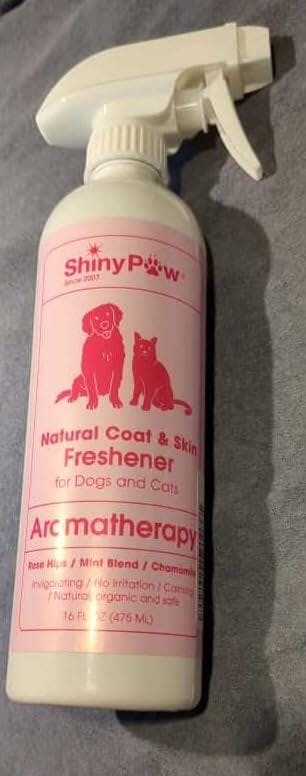 ShinyPaw®
Since 2007
Natural Coat & Skin
Freshener
for Dogs and Cats
Aromatherapy
Rose Hips / Mint Blend / Chamomile
Invigorating / No Irritation / Calming
/ Natural organic and safe
16 FL OZ (475 ML)